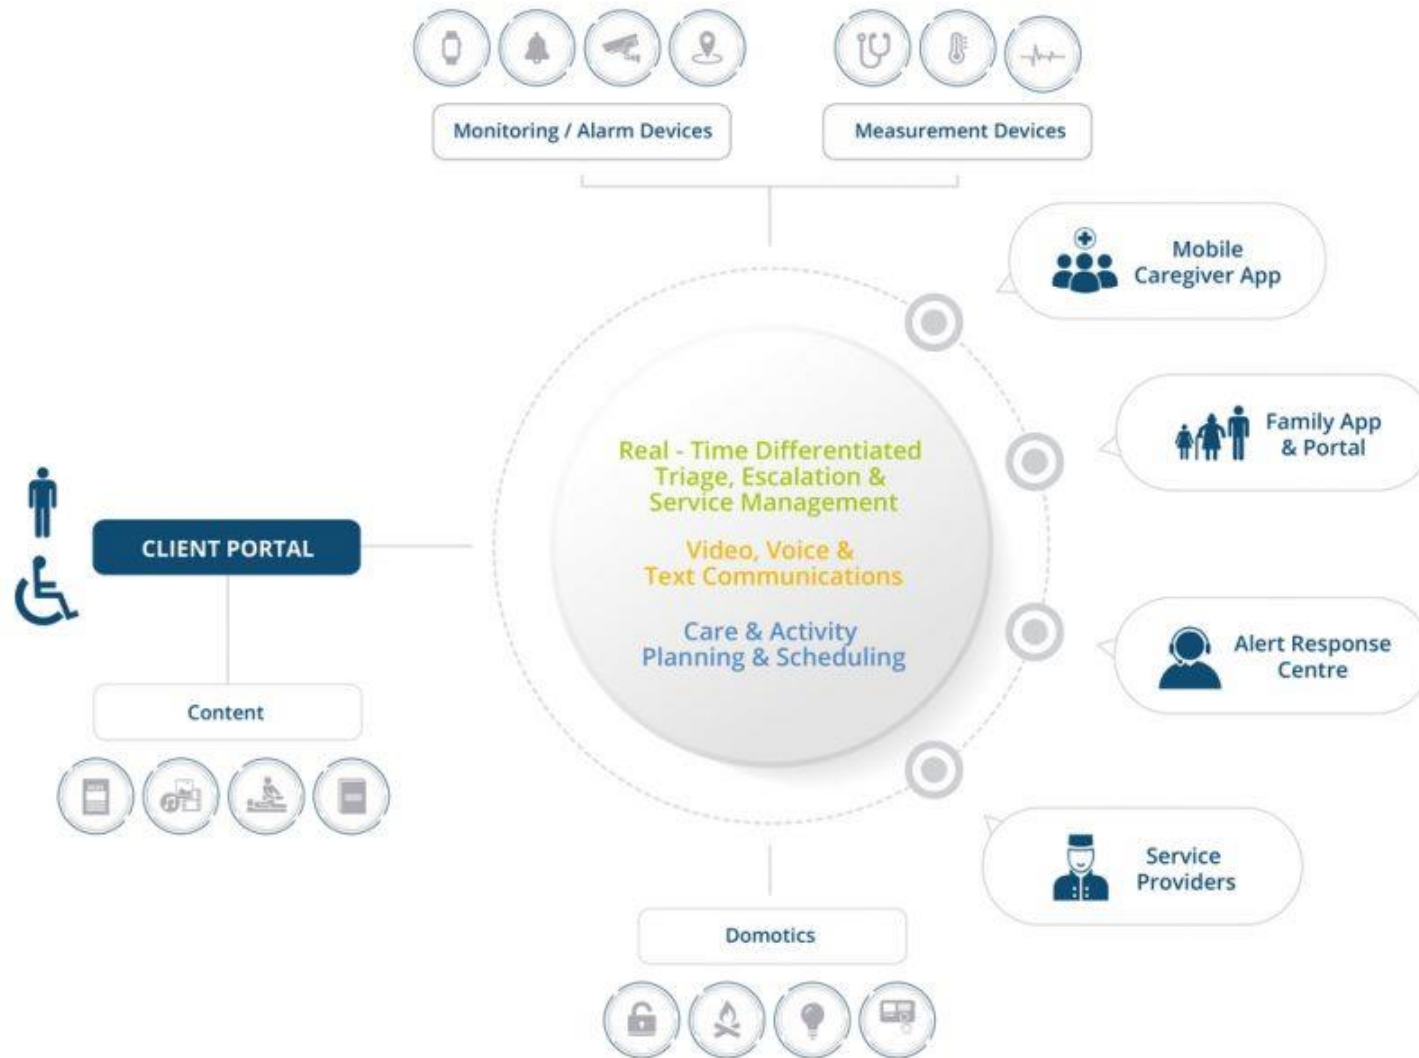 Monitoring / Alarm Devices
Measurement Devices
Mobile
Caregiver App
Family App
& Portal
Real - Time Differentiated
Triage, Escalation &
Service Management
Video, Voice &
Text Communications
Care & Activity
Planning & Scheduling
CLIENT PORTAL
Content
Alert Response
Centre
Service
Providers
Domotics